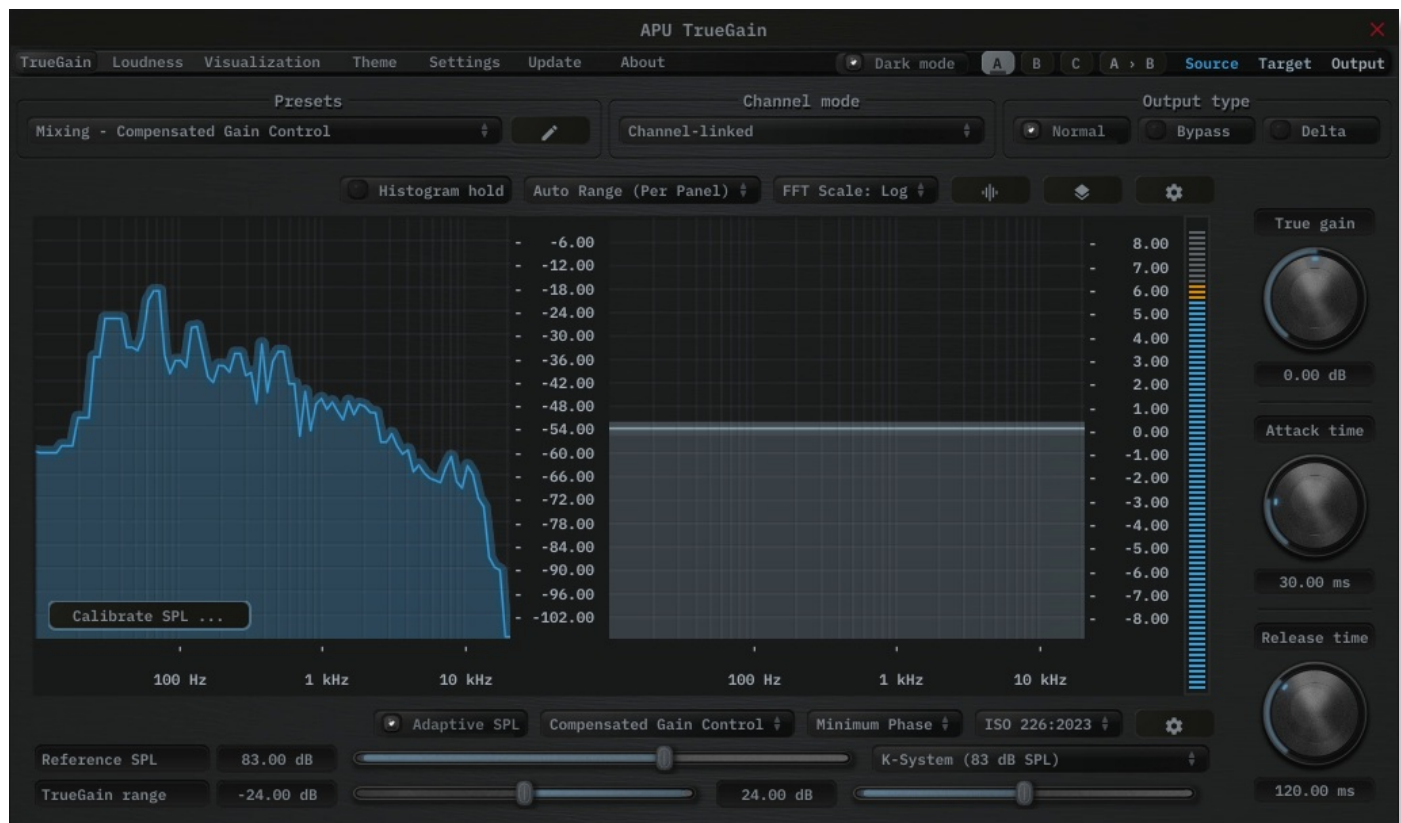 APU TrueGain
TrueGain Loudness Visualization Theme Settings Update About Dark mode A B C A › B Source Target Output
Presets Channel mode Output type
Mixing - Compensated Gain Control Channel-linked Normal Bypass Delta
Histogram hold Auto Range (Per Panel) FFT Scale: Log
True gain
-6.00 8.00
-12.00 7.00
-18.00 6.00
-24.00 5.00
-30.00 4.00
-36.00 3.00
0.00 dB
-42.00 2.00
-48.00 1.00
-54.00 0.00
Attack time
-60.00 -1.00
-66.00 -2.00
-72.00 -3.00
-78.00 -4.00
-84.00 -5.00
-90.00 -6.00
30.00 ms
-96.00 -7.00
-102.00 -8.00
Calibrate SPL ...
Release time
100 Hz 1 kHz 10 kHz 100 Hz 1 kHz 10 kHz
Adaptive SPL Compensated Gain Control Minimum Phase ISO 226:2023
Reference SPL 83.00 dB K-System (83 dB SPL)
TrueGain range -24.00 dB 24.00 dB 120.00 ms